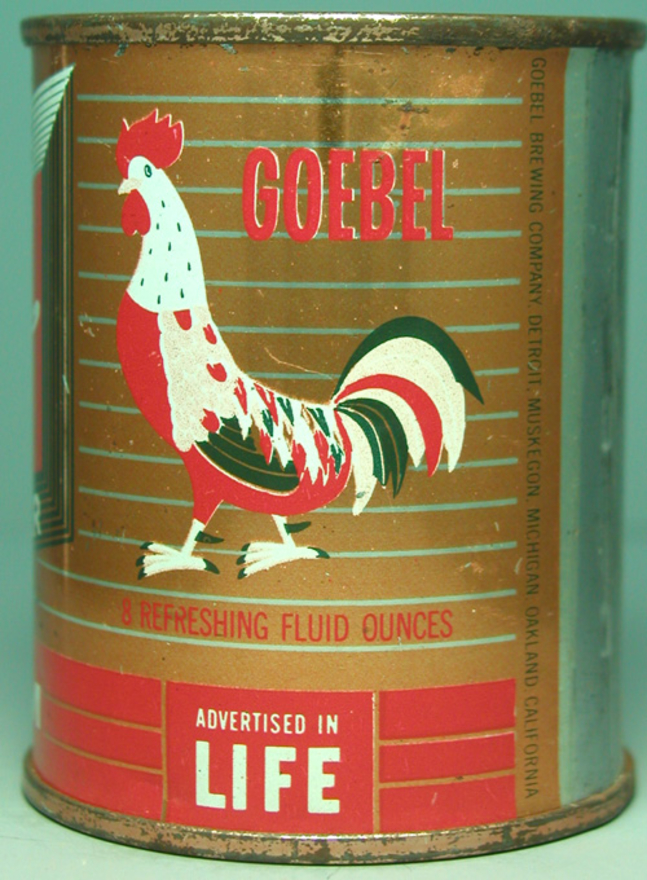 GOEBEL
8 REFRESHING FLUID OUNCES
ADVERTISED IN
LIFE
GOEBEL BREWING COMPANY, DETROIT, MUSKEGON, MICHIGAN OAKLAND, CALIFORNIA